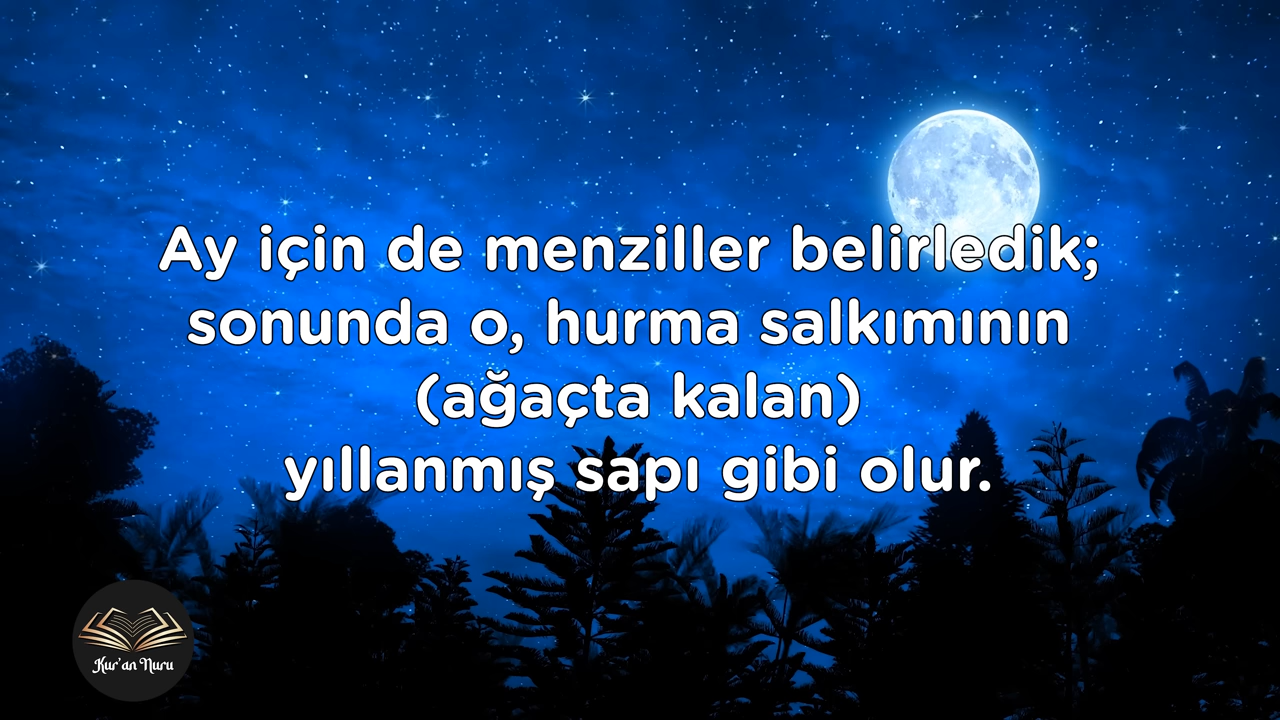 Ay için de menziller belirledik;
sonunda o, hurma salkımının
(ağaçta kalan)
yıllanmış sapı gibi olur.
Kur'an Nuru